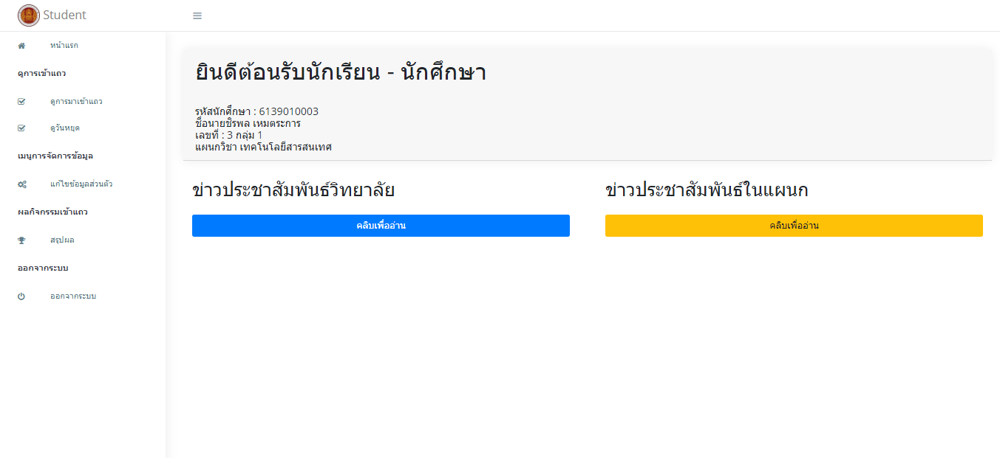 Student
หน้าแรก
ดูการเข้าแถว
ดูการมาเข้าแถว
ดูวันหยุด
เมนูการจัดการข้อมูล
แก้ไขข้อมูลส่วนตัว
ผลกิจกรรมเข้าแถว
สรุปผล
ออกจากระบบ
ออกจากระบบ
ยินดีต้อนรับนักเรียน - นักศึกษา
รหัสนักศึกษา : 6139010003
ชื่อนายชิรพล เหมตระการ
เลขที่ : 3 กลุ่ม 1
แผนกวิชา เทคโนโลยีสารสนเทศ
ข่าวประชาสัมพันธ์วิทยาลัย
คลิบเพื่ออ่าน
ข่าวประชาสัมพันธ์ในแผนก
คลิบเพื่ออ่าน